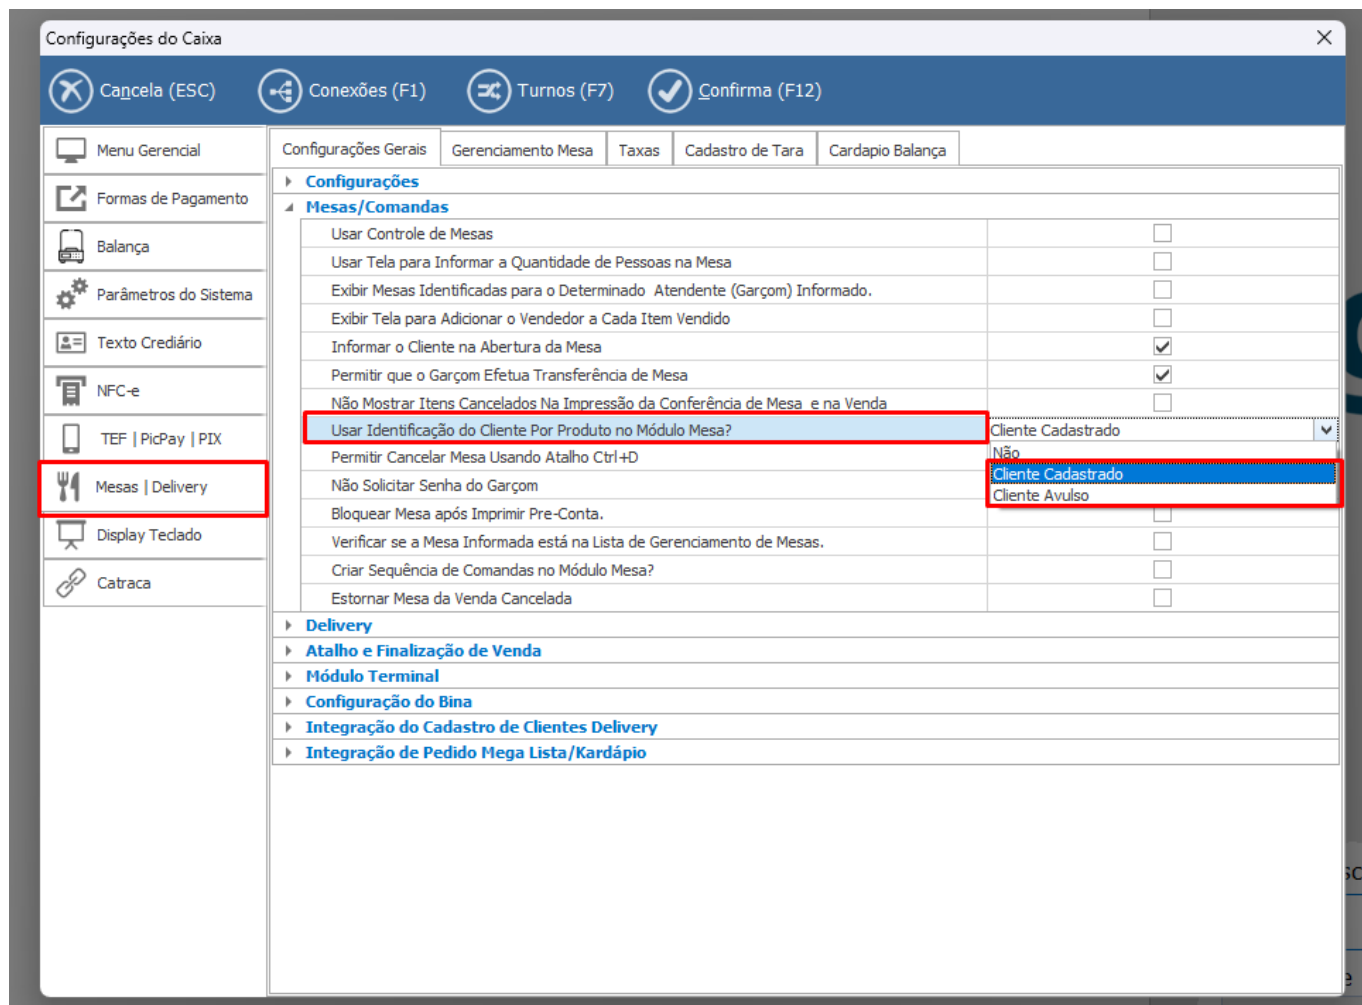 Configurações do Caixa
Cancela (ESC)
Conexões (F1)
Turnos (F7)
Confirma (F12)
Menu Gerencial
Formas de Pagamento
Balança
Parâmetros do Sistema
Texto Crediário
NFC-e
TEF | PicPay | PIX
Mesas | Delivery
Display Teclado
Catraca
Configurações Gerais
Gerenciamento Mesa
Taxas
Cadastro de Tara
Cardapio Balança
Configurações
Mesas/Comandas
Usar Controle de Mesas
Usar Tela para Informar a Quantidade de Pessoas na Mesa
Exibir Mesas Identificadas para o Determinado Atendente (Garçom) Informado.
Exibir Tela para Adicionar o Vendedor a Cada Item Vendido
Informar o Cliente na Abertura da Mesa
Permitir que o Garçom Efetua Transferência de Mesa
Não Mostrar Itens Cancelados Na Impressão da Conferência de Mesa e na Venda
Usar Identificação do Cliente Por Produto no Módulo Mesa?
Cliente Cadastrado
Não
Cliente Cadastrado
Cliente Avulso
Permitir Cancelar Mesa Usando Atalho Ctrl+D
Não Solicitar Senha do Garçom
Bloquear Mesa após Imprimir Pre-Conta.
Verificar se a Mesa Informada está na Lista de Gerenciamento de Mesas.
Criar Sequência de Comandas no Módulo Mesa?
Estornar Mesa da Venda Cancelada
Delivery
Atalho e Finalização de Venda
Módulo Terminal
Configuração do Bina
Integração do Cadastro de Clientes Delivery
Integração de Pedido Mega Lista/Kardápio